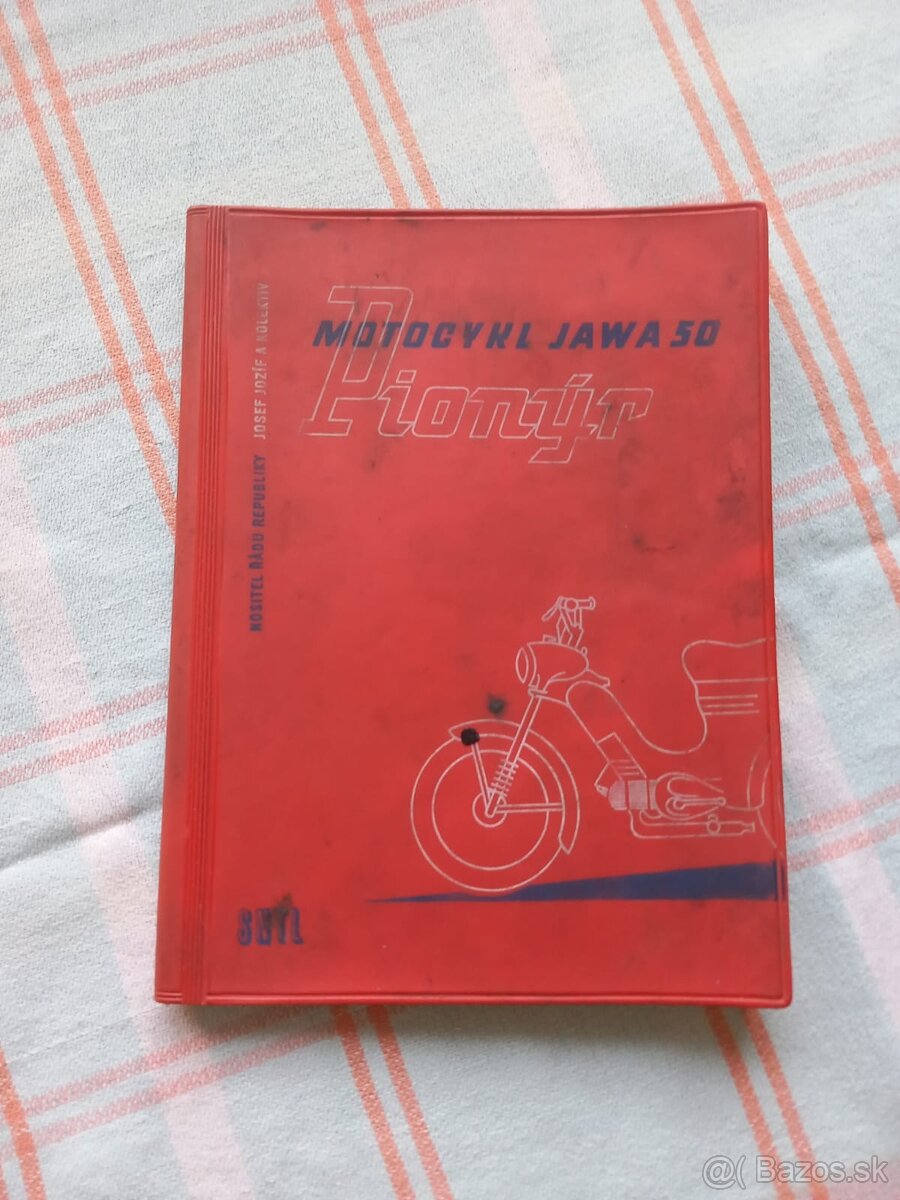 MOTOCYKL JAWA 50
Pionýr
NOSITEL ŘÁDU REPUBLIKY JOSEF JOZÍF A KOLEKTIV
SNTL
@( Bazos.sk